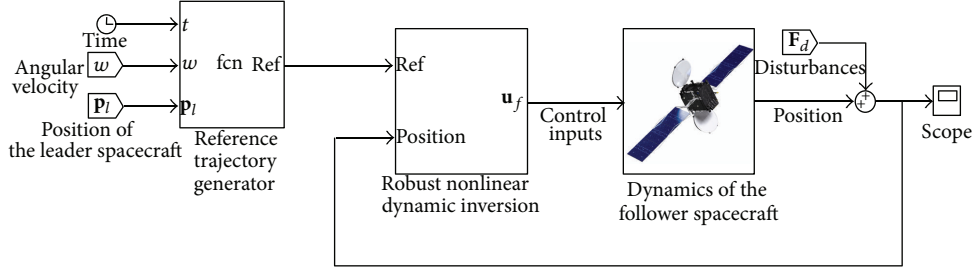 t
Time
w
w
Angular
velocity
fcn Ref
p_l
p_l
Position of
the leader spacecraft
Reference
trajectory
generator
Ref
u_f
Position
Robust nonlinear
dynamic inversion
Control
inputs
Dynamics of the
follower spacecraft
F_d
Disturbances
Position
+
+
Scope